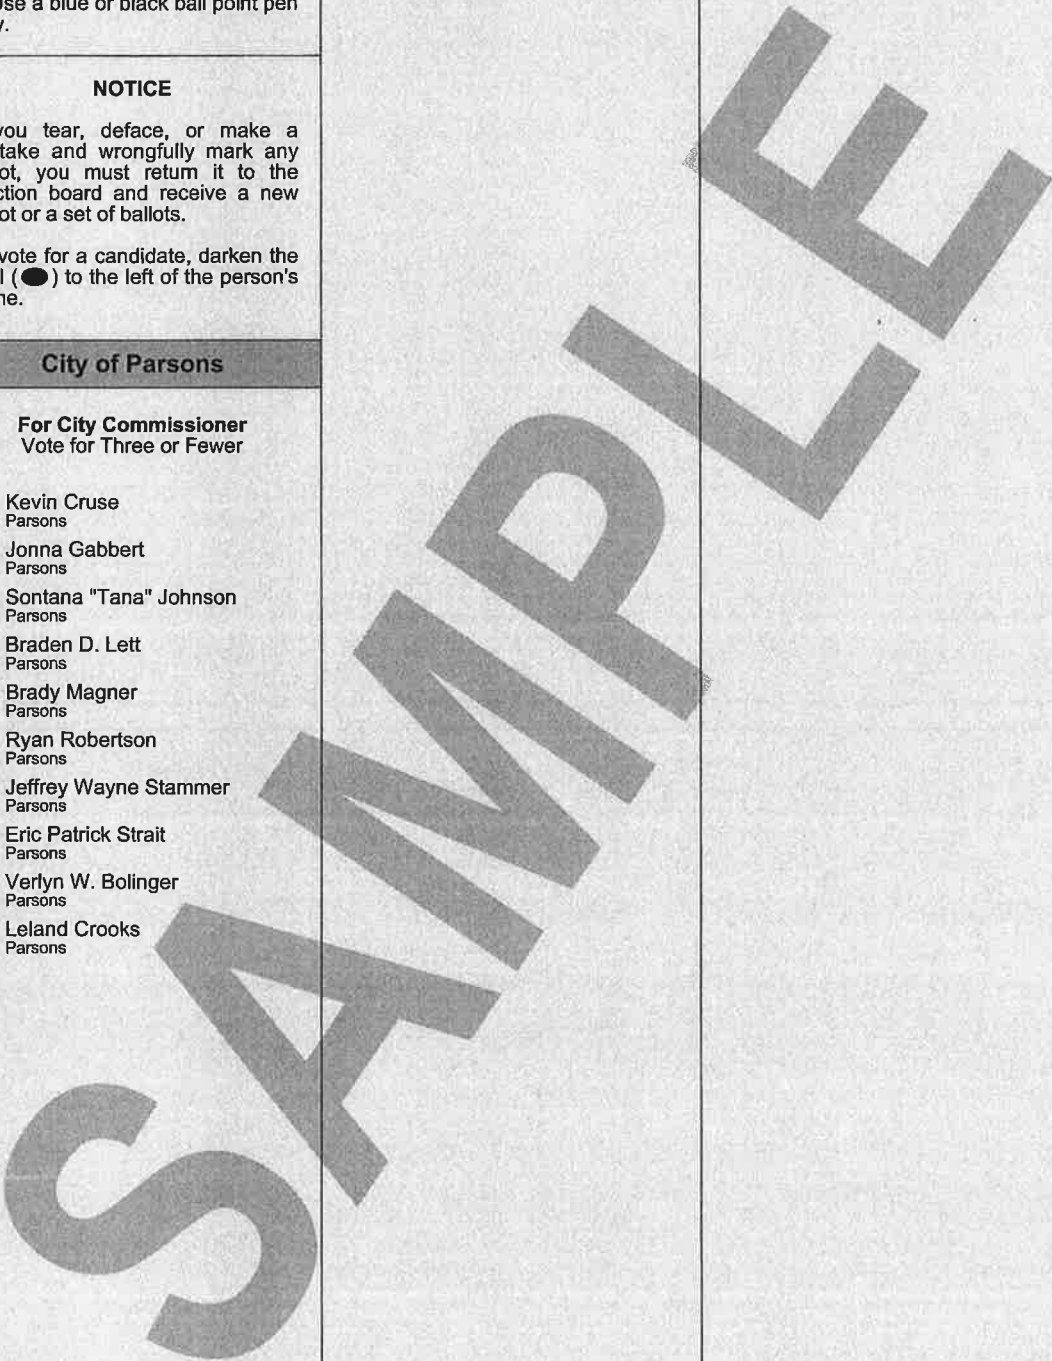 Use a blue or black ball point pen
y.
NOTICE
you tear, deface, or make a
take and wrongfully mark any
ot, you must return it to the
ction board and receive a new
ot or a set of ballots.
vote for a candidate, darken the
l ( ) to the left of the person's
ne.
City of Parsons
For City Commissioner
Vote for Three or Fewer
Kevin Cruse
Parsons
Jonna Gabbert
Parsons
Sontana "Tana" Johnson
Parsons
Braden D. Lett
Parsons
Brady Magner
Parsons
Ryan Robertson
Parsons
Jeffrey Wayne Stammer
Parsons
Eric Patrick Strait
Parsons
Verlyn W. Bolinger
Parsons
Leland Crooks
Parsons
SAMPLE